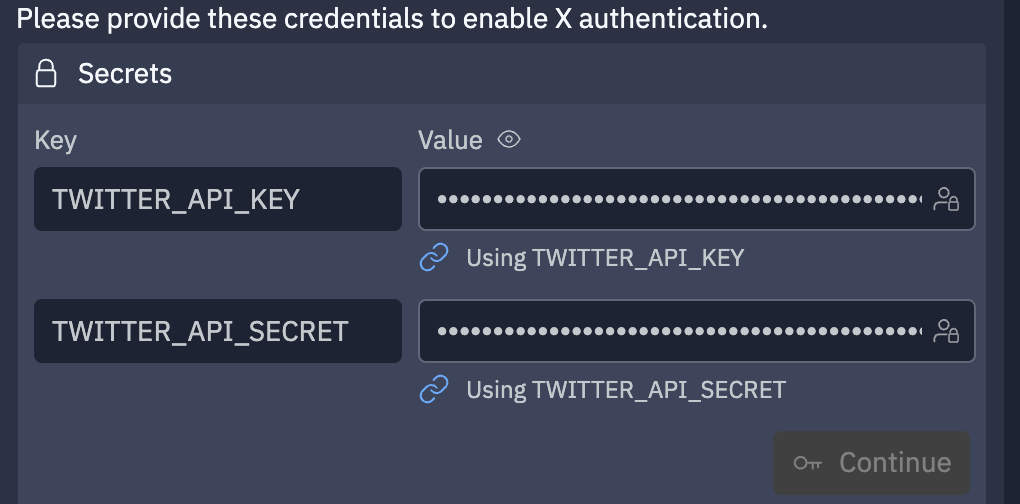 Please provide these credentials to enable X authentication.
Secrets
Key Value
TWITTER_API_KEY ••••••••••••••••••••••••••••••••••••••••••••
Using TWITTER_API_KEY
TWITTER_API_SECRET ••••••••••••••••••••••••••••••••••••••••••••
Using TWITTER_API_SECRET
Continue